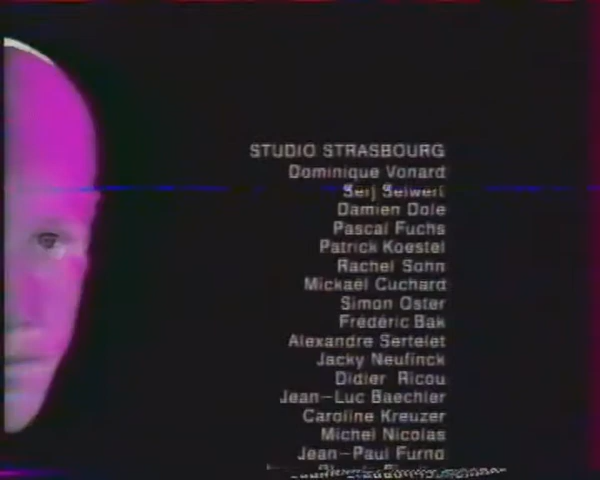 STUDIO STRASBOURG
Dominique Vonard
Serj Seiwert
Damien Dole
Pascal Fuchs
Patrick Koestel
Rachel Sohn
Mickaël Cuchard
Simon Oster
Frédéric Bak
Alexandre Sertelet
Jacky Neufinck
Didier Ricou
Jean-Luc Baechler
Caroline Kreuzer
Michel Nicolas
Jean-Paul Furno